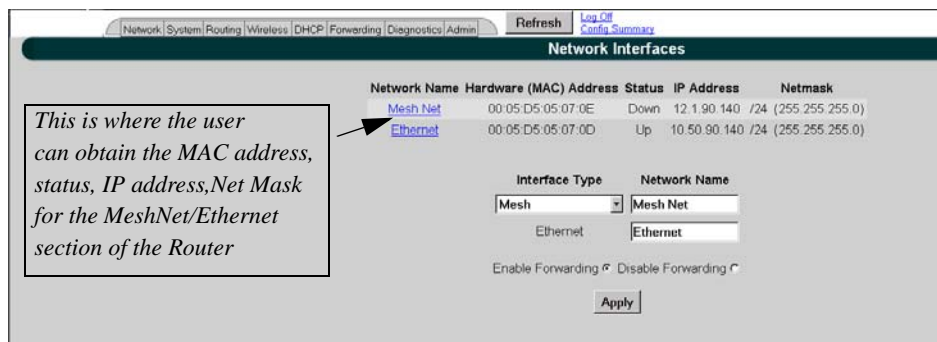 Network System Routing Wireless DHCP Forwarding Diagnostics Admin Refresh Log Off
Config Summary
Network Interfaces
Network Name Hardware (MAC) Address Status IP Address Netmask
Mesh Net 00:05:D5:05:07:0E Down 12.1.90.140 /24 (255.255.255.0)
Ethernet 00:05:D5:05:07:0D Up 10.50.90.140 /24 (255.255.255.0)
This is where the user
can obtain the MAC address,
status, IP address,Net Mask
for the MeshNet/Ethernet
section of the Router
Interface Type Network Name
Mesh Mesh Net
Ethernet Ethernet
Enable Forwarding Disable Forwarding
Apply